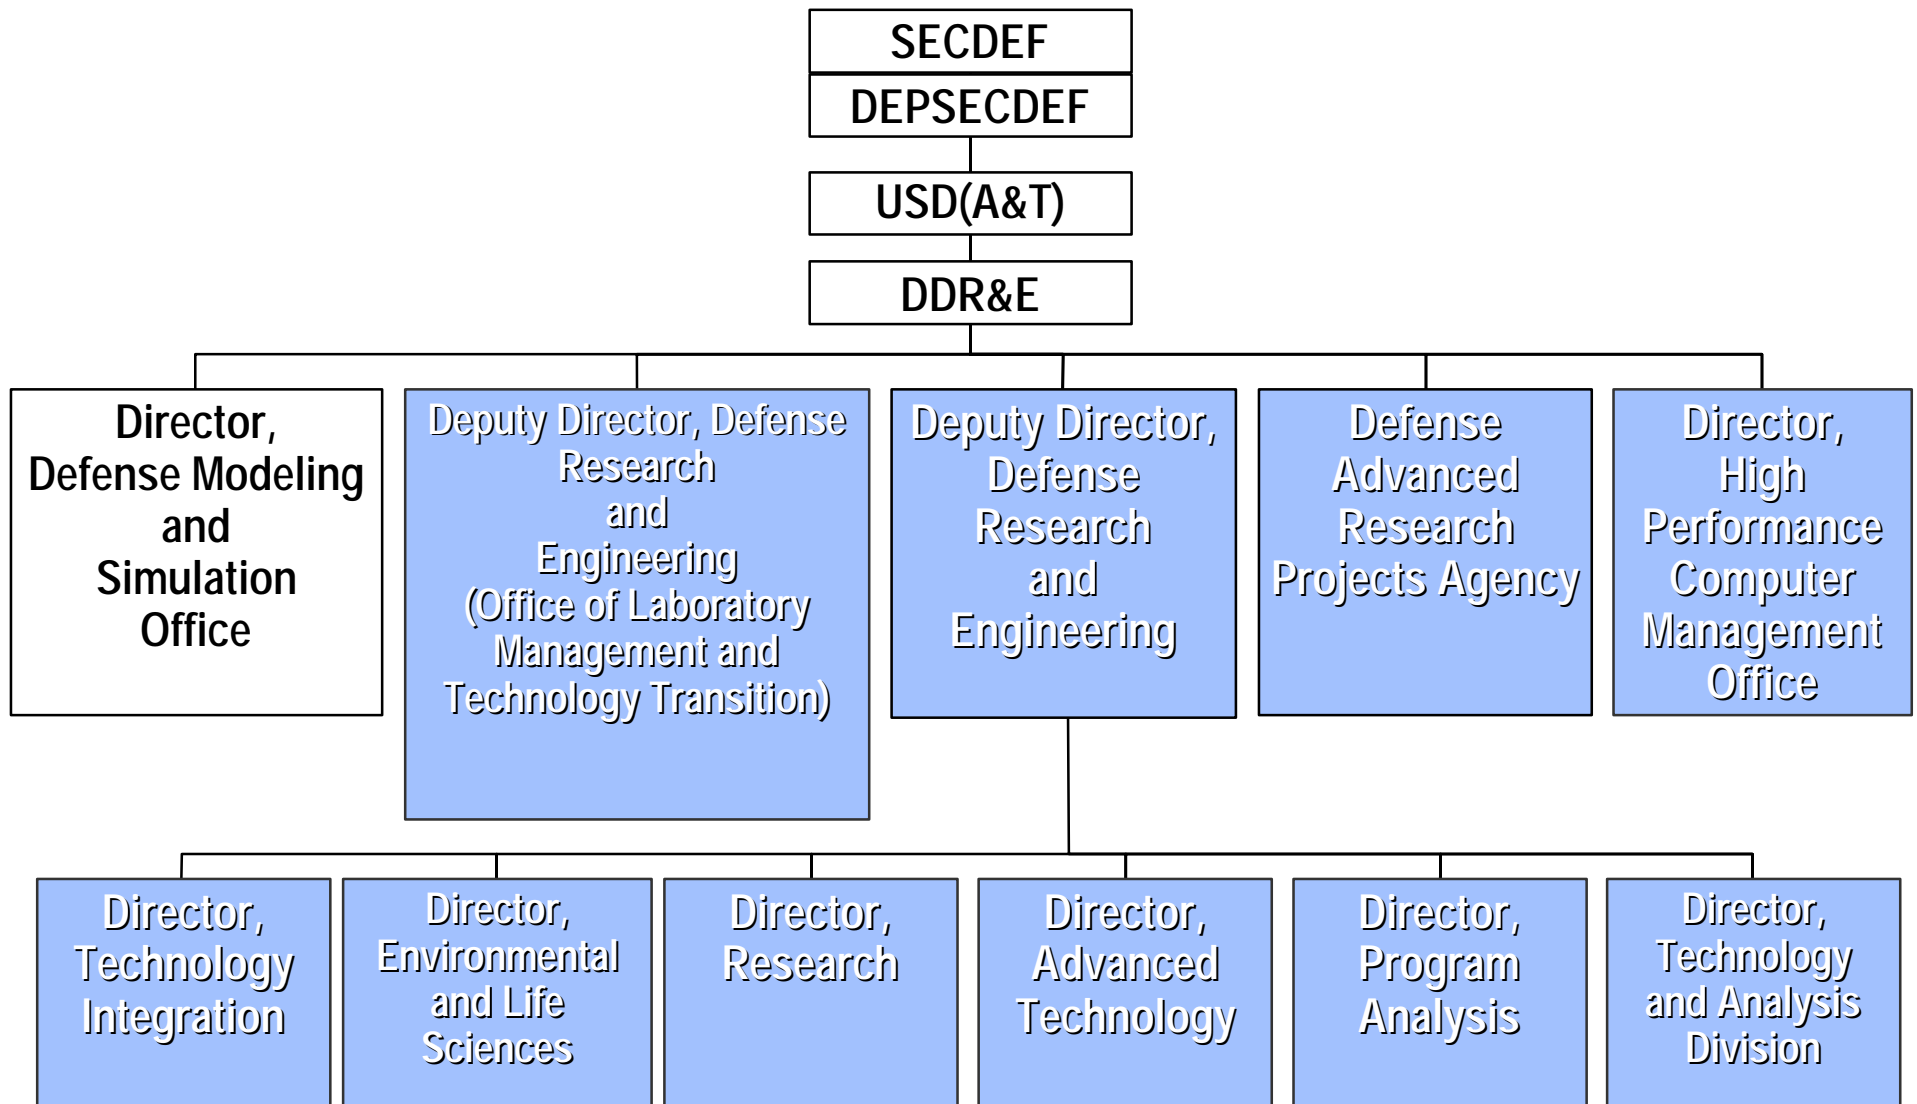 SECDEF
DEPSECDEF
USD(A&T)
DDR&E
Director,
Defense Modeling
and
Simulation
Office
Deputy Director, Defense
Research
and
Engineering
(Office of Laboratory
Management and
Technology Transition)
Deputy Director,
Defense
Research
and
Engineering
Defense
Advanced
Research
Projects Agency
Director,
High
Performance
Computer
Management
Office
Director,
Technology
Integration
Director,
Environmental
and Life
Sciences
Director,
Research
Director,
Advanced
Technology
Director,
Program
Analysis
Director,
Technology
and Analysis
Division